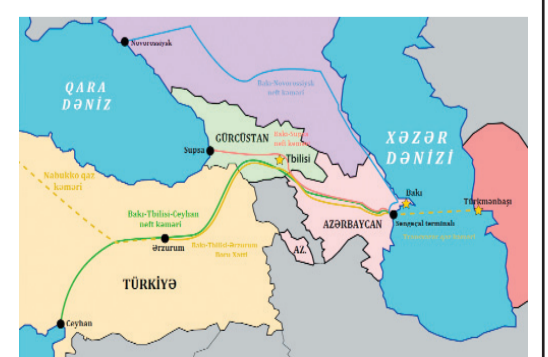 Novorossiysk
QARA
DƏNİZ
Bakı-Novorossiysk
neft kəməri
GÜRCÜSTAN
Bakı-Supsa
neft kəməri
Supsa
Tbilisi
XƏZƏR
DƏNİZİ
Nabukko qaz
kəməri
Bakı
Türkmənbaşı
Bakı-Tbilisi-Ceyhan
neft kəməri
AZƏRBAYCAN
Səngəçal terminalı
Ərzurum
Bakı-Tbilisi-Ərzurum
AZ.
TÜRKİYƏ
Ceyhan